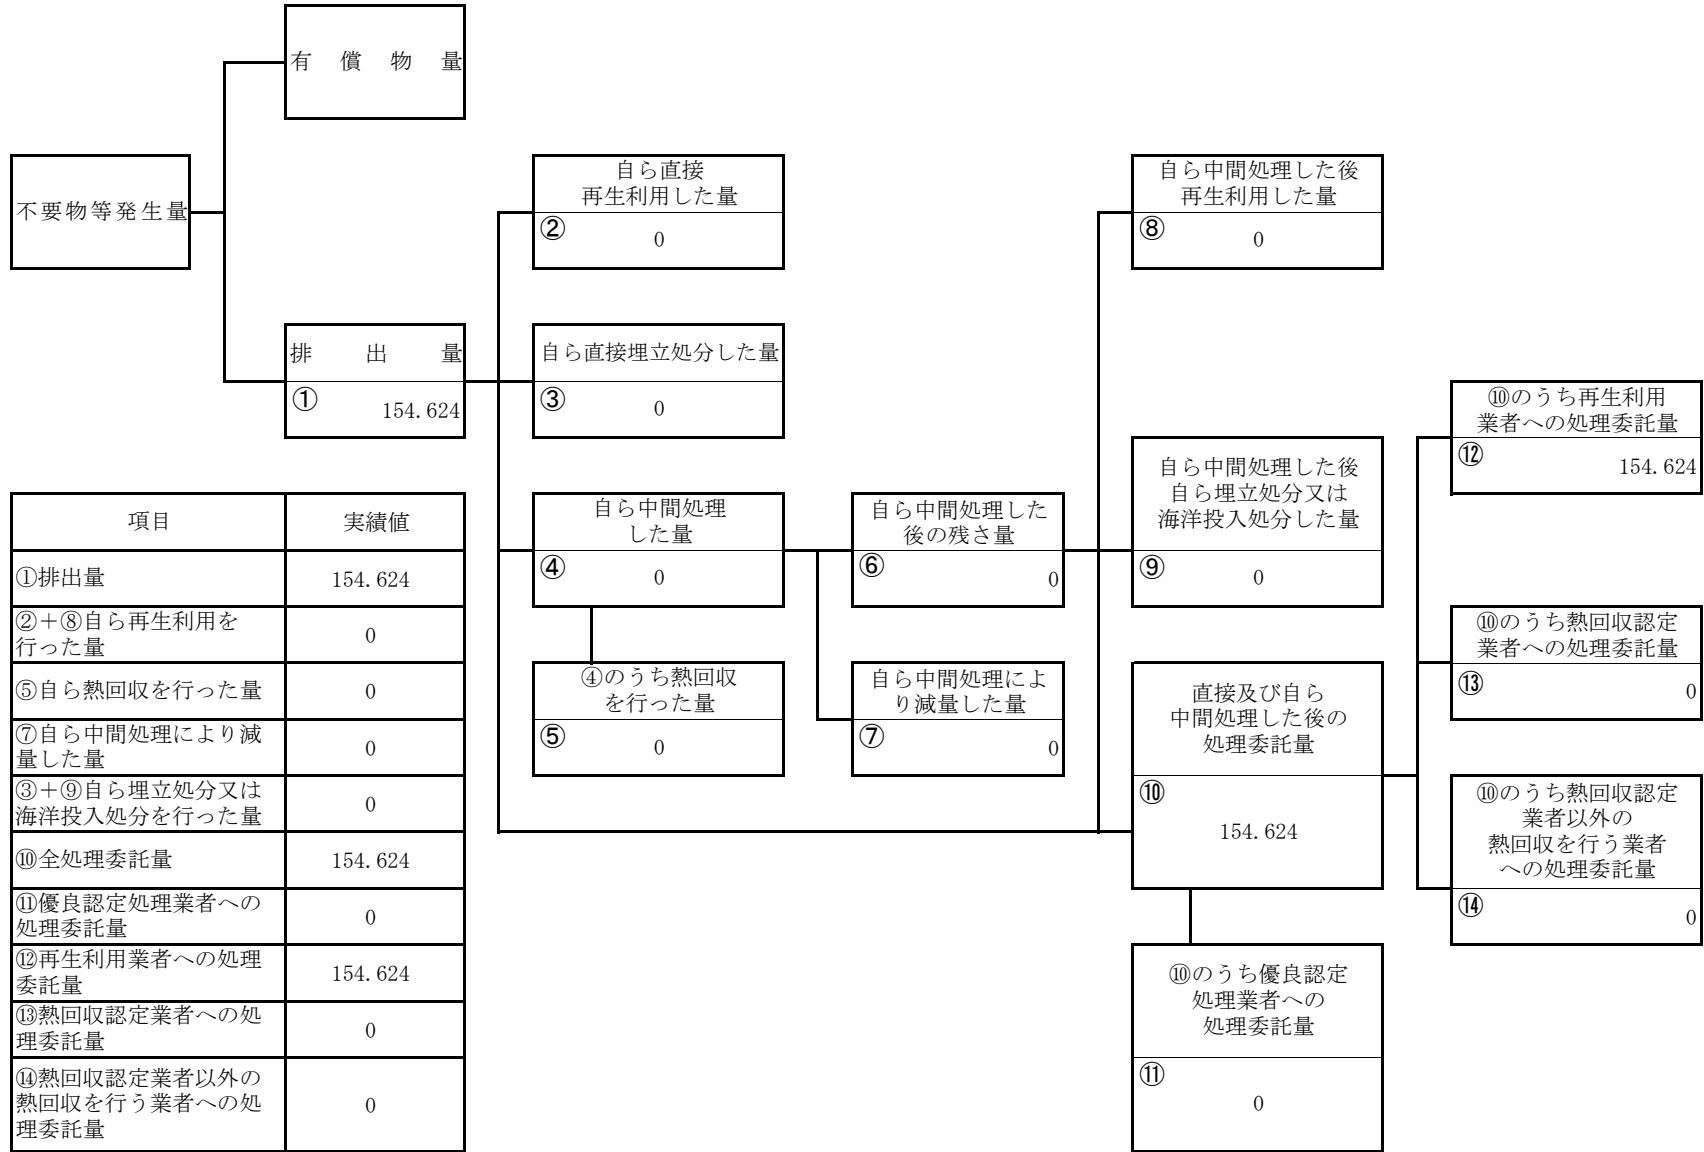 有償物量
不要物等発生量
排出量
① 154.624
自ら直接
再生利用した量
② 0
自ら直接埋立処分した量
③ 0
自ら中間処理
した量
④ 0
④のうち熱回収
を行った量
⑤ 0
自ら中間処理した
後の残さ量
⑥ 0
自ら中間処理によ
り減量した量
⑦ 0
自ら中間処理した後
再生利用した量
⑧ 0
自ら中間処理した後
自ら埋立処分又は
海洋投入処分した量
⑨ 0
直接及び自ら
中間処理した後の
処理委託量
⑩
154.624
⑩のうち優良認定
処理業者への
処理委託量
⑪
0
⑩のうち再生利用
業者への処理委託量
⑫ 154.624
⑩のうち熱回収認定
業者への処理委託量
⑬ 0
⑩のうち熱回収認定
業者以外の
熱回収を行う業者
への処理委託量
⑭ 0
項目 実績値
①排出量 154.624
②＋⑧自ら再生利用を
行った量 0
⑤自ら熱回収を行った量 0
⑦自ら中間処理により減
量した量 0
③＋⑨自ら埋立処分又は
海洋投入処分を行った量 0
⑩全処理委託量 154.624
⑪優良認定処理業者への
処理委託量 0
⑫再生利用業者への処理
委託量 154.624
⑬熱回収認定業者への処
理委託量 0
⑭熱回収認定業者以外の
熱回収を行う業者への処
理委託量 0